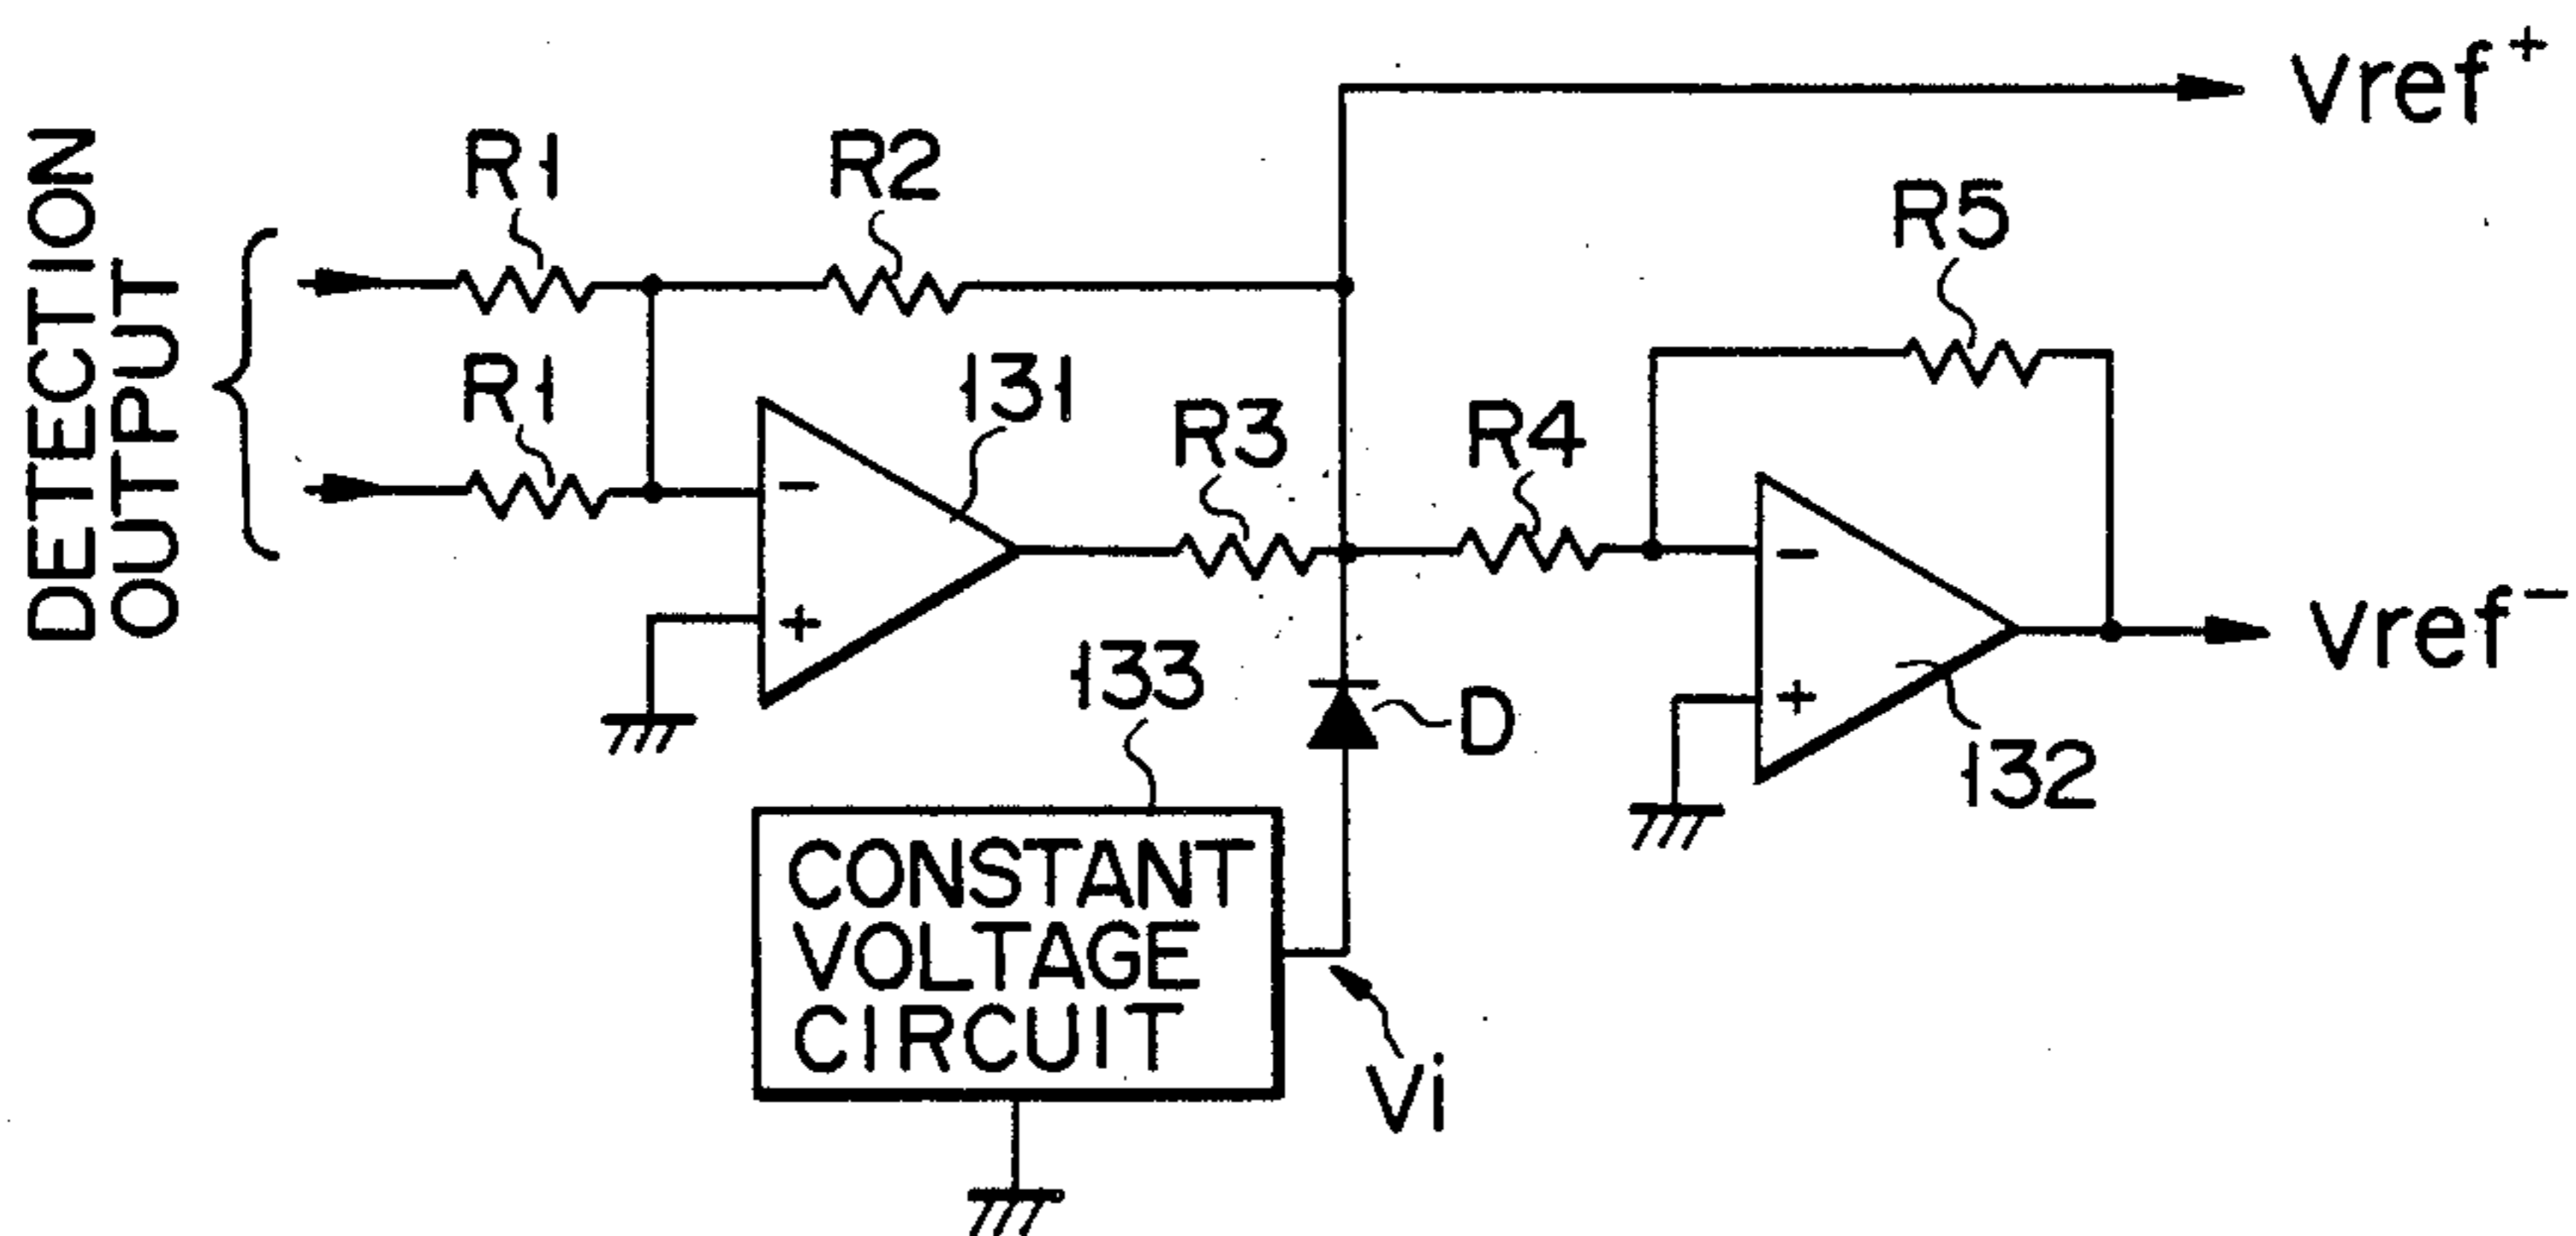 Vref+
DETECTION
OUTPUT
R1
R2
R5
R1
131
R3
R4
-
+
-
+
Vref-
133
D
132
CONSTANT
VOLTAGE
CIRCUIT
Vi